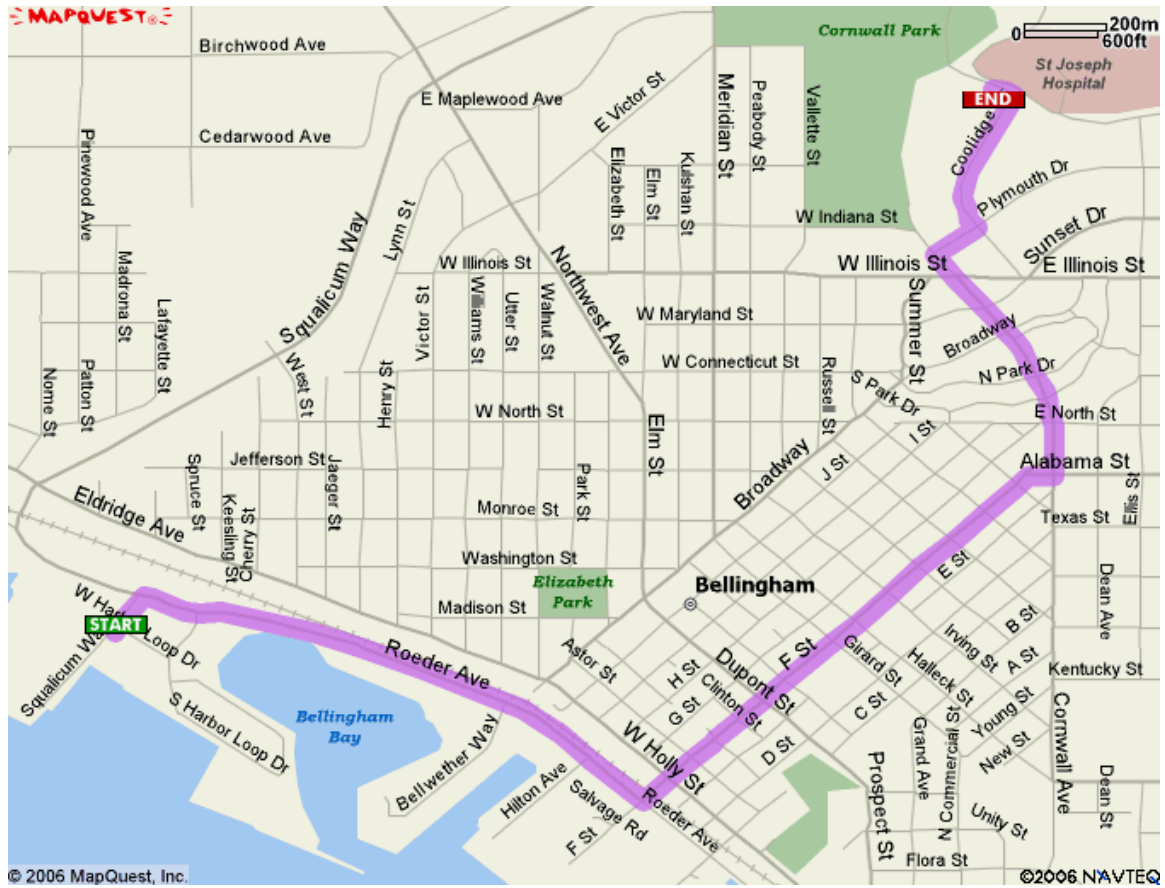 MAPQUEST®
Birchwood Ave
Cornwall Park
0 200m
600ft
St Joseph
Hospital
END
E Maplewood Ave
E Victor St
Meridian St
Peabody St
Vallette St
Cedarwood Ave
Pinewood Ave
Coolidge
Plymouth Dr
Sunset Dr
Elizabeth St
Elm St
Kulshan St
W Indiana St
Squalicum Way
Lynn St
Northwest Ave
W Illinois St
W Illinois St
E Illinois St
Madrona St
Lafayette St
Victor St
Williams St
Utter St
Walnut St
W Maryland St
Summer St
Broadway
W Connecticut St
N Park Dr
Nome St
Patton St
West St
Henry St
Russell St
S Park Dr
W North St
Elm St
I St
E North St
Jefferson St
Spruce St
Keesling St
Cherry St
Jaeger St
Park St
Broadway
J St
Alabama St
Ellis St
Eldridge Ave
Monroe St
Texas St
Washington St
E St
Elizabeth
Park
Bellingham
Dean Ave
Madison St
W Harbor Loop Dr
START
Squalicum Wa
Roeder Ave
Astor St
F St
B St
Irving St
A St
Girard St
Halleck St
Kentucky St
H St
Dupont St
Clinton St
G St
C St
Young St
New St
S Harbor Loop Dr
Bellingham
Bay
Bellwether Way
W Holly St
D St
Grand Ave
N Commercial St
Cornwall Ave
Prospect St
Dean St
Hilton Ave
Salvage Rd
Roeder Ave
F St
Unity St
Flora St
© 2006 MapQuest, Inc.
©2006 NAVTEQ